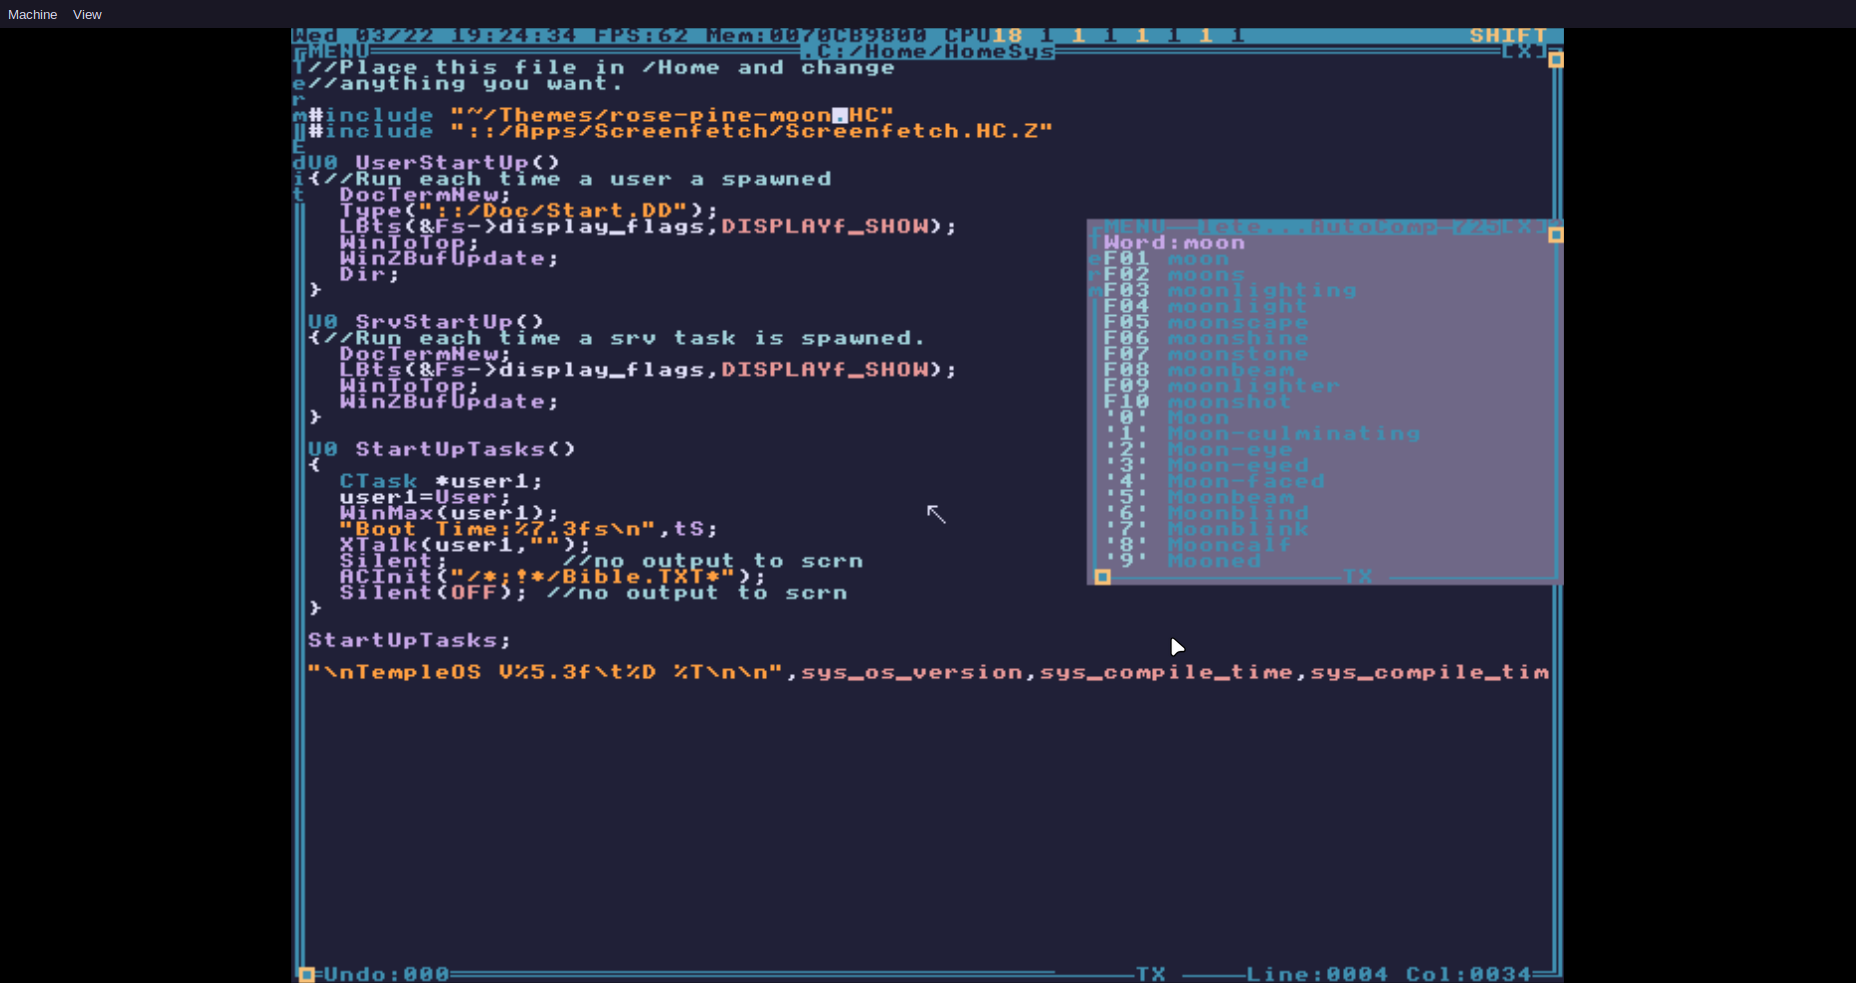 Machine View
Wed 03/22 19:24:34 FPS:62 Mem:0070CB9800 CPU18 1 1 1 1 1 1 1 SHIFT
MENU .C:/Home/HomeSys [X]
Term
Edit
//Place this file in /Home and change
//anything you want.
#include "~/Themes/rose-pine-moon.HC"
#include "::/Apps/Screenfetch/Screenfetch.HC.Z"
U0 UserStartUp()
{//Run each time a user a spawned
DocTermNew;
Type("::/Doc/Start.DD");
LBts(&Fs->display_flags,DISPLAYf_SHOW);
WinToTop;
WinZBufUpdate;
Dir;
}
U0 SrvStartUp()
{//Run each time a srv task is spawned.
DocTermNew;
LBts(&Fs->display_flags,DISPLAYf_SHOW);
WinToTop;
WinZBufUpdate;
}
U0 StartUpTasks()
{
CTask *user1;
user1=User;
WinMax(user1);
"Boot Time:%7.3fs\n",tS;
XTalk(user1,"");
Silent; //no output to scrn
ACInit("/*;!*/Bible.TXT*");
Silent(OFF); //no output to scrn
}
StartUpTasks;
"\nTempleOS V%5.3f\t%D %T\n\n",sys_os_version,sys_compile_time,sys_compile_tim
MENU lete...AutoComp [X]
Term
Word:moon
F01 moon
F02 moons
F03 moonlighting
F04 moonlight
F05 moonscape
F06 moonshine
F07 moonstone
F08 moonbeam
F09 moonlighter
F10 moonshot
'0' Moon
'1' Moon-culminating
'2' Moon-eye
'3' Moon-eyed
'4' Moon-faced
'5' Moonbeam
'6' Moonblind
'7' Moonblink
'8' Mooncalf
'9' Mooned
TX
Undo:000 TX Line:0004 Col:0034